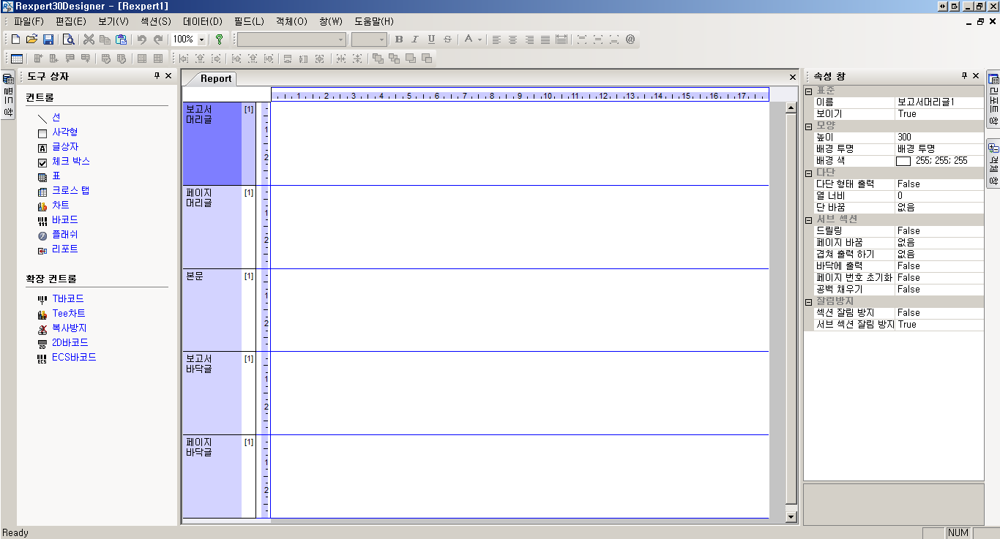 Rexpert30Designer - [Rexpert1]
파일(F) 편집(E) 보기(V) 섹션(S) 데이터(D) 필드(L) 객체(O) 창(W) 도움말(H)
100% B I U S A @
필드 창
도구 상자
컨트롤
선
사각형
글상자
체크 박스
표
크로스 탭
차트
바코드
플래쉬
리포트
확장 컨트롤
T바코드
Tee차트
복사방지
2D바코드
ECS바코드
Report
1 2 3 4 5 6 7 8 9 10 11 12 13 14 15 16 17
보고서
머리글
[1]
1
2
페이지
머리글
[1]
1
2
본문
[1]
1
2
보고서
바닥글
[1]
1
2
페이지
바닥글
[1]
1
2
속성 창
표준
이름 보고서머리글1
보이기 True
모양
높이 300
배경 투명 배경 투명
배경 색 255; 255; 255
다단
다단 형태 출력 False
열 너비 0
단 바꿈 없음
서브 섹션
드릴링 False
페이지 바꿈 없음
겹쳐 출력 하기 없음
바닥에 출력 False
페이지 번호 초기화 False
공백 채우기 False
잘림방지
섹션 잘림 방지 False
서브 섹션 잘림 방지 True
리포트 창
객체 창
Ready
NUM